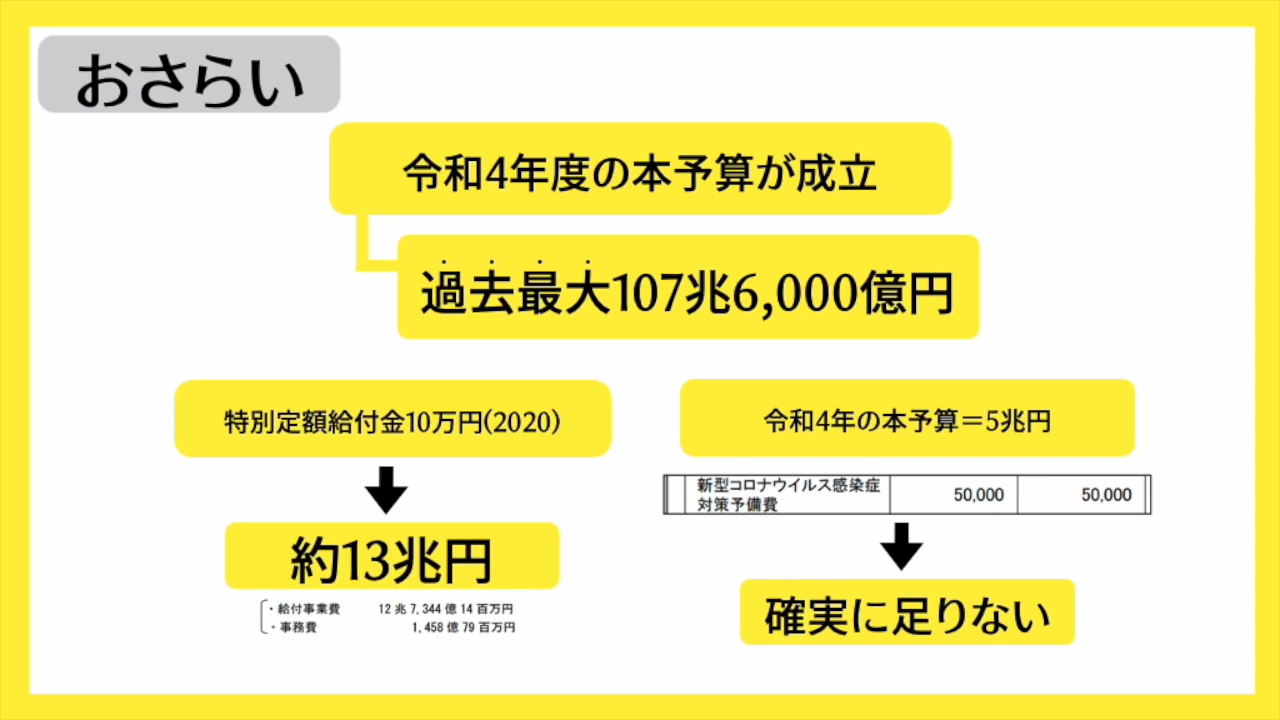 おさらい
令和4年度の本予算が成立
過去最大107兆6,000億円
特別定額給付金10万円(2020)
約13兆円
・給付事業費 12兆7,344億14百万円
・事務費 1,458億79百万円
令和4年の本予算＝5兆円
新型コロナウイルス感染症
対策予備費 50,000 50,000
確実に足りない